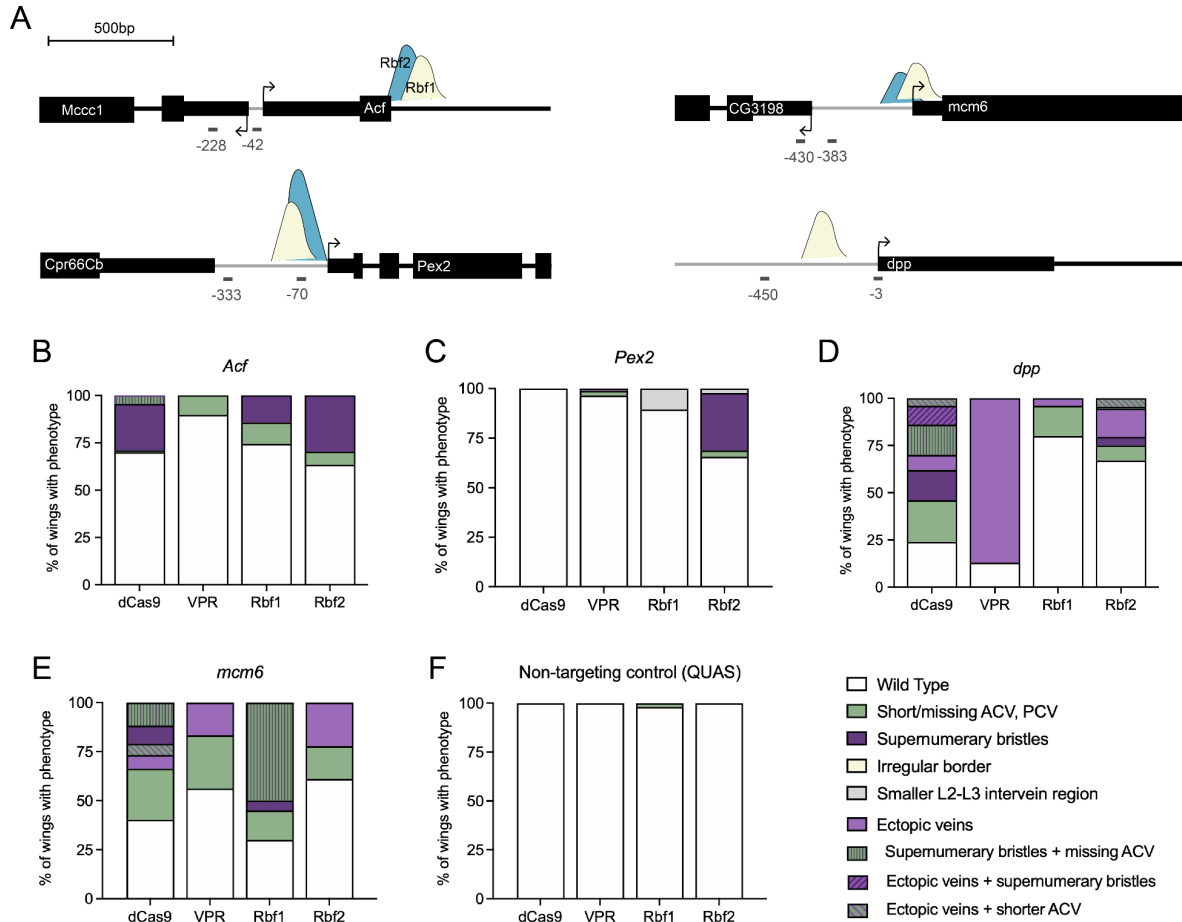 A
500bp
Rbf2
Rbf1
Mccc1
Acf
-228
-42
CG3198
mcm6
-430
-383
Cpr66Cb
Pex2
-333
-70
dpp
-450
-3
B
Acf
% of wings with phenotype
100
75
50
25
0
dCas9 VPR Rbf1 Rbf2
C
Pex2
% of wings with phenotype
100
75
50
25
0
dCas9 VPR Rbf1 Rbf2
D
dpp
% of wings with phenotype
100
75
50
25
0
dCas9 VPR Rbf1 Rbf2
E
mcm6
% of wings with phenotype
100
75
50
25
0
dCas9 VPR Rbf1 Rbf2
F
Non-targeting control (QUAS)
% of wings with phenotype
100
75
50
25
0
dCas9 VPR Rbf1 Rbf2
Wild Type
Short/missing ACV, PCV
Supernumerary bristles
Irregular border
Smaller L2-L3 intervein region
Ectopic veins
Supernumerary bristles + missing ACV
Ectopic veins + supernumerary bristles
Ectopic veins + shorter ACV